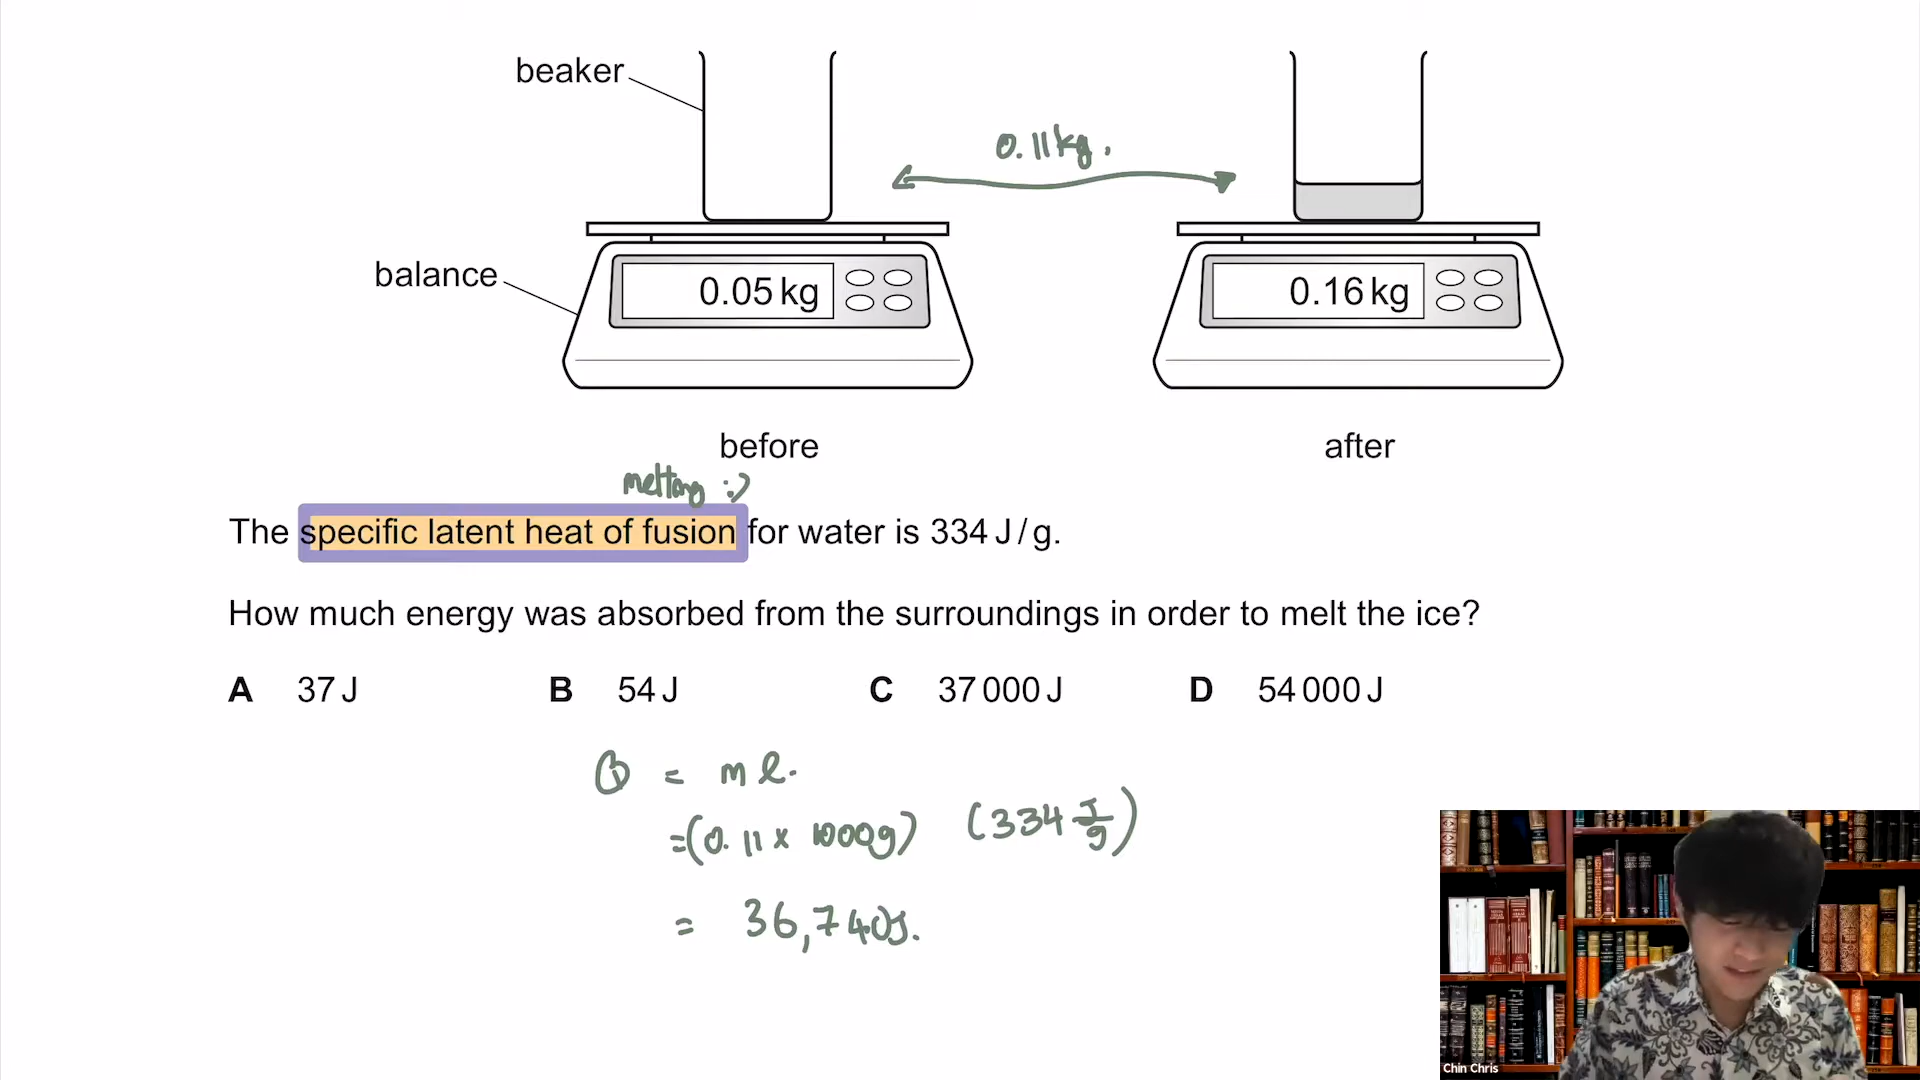 beaker
0.11kg.
balance
0.05 kg
0.16 kg
before
after
melting :)
The specific latent heat of fusion for water is 334 J/g.
How much energy was absorbed from the surroundings in order to melt the ice?
A 37 J B 54 J C 37 000 J D 54 000 J
Q = ml.
=(0.11 x 1000g) (334 J/g)
= 36,740J.
Chin Chris